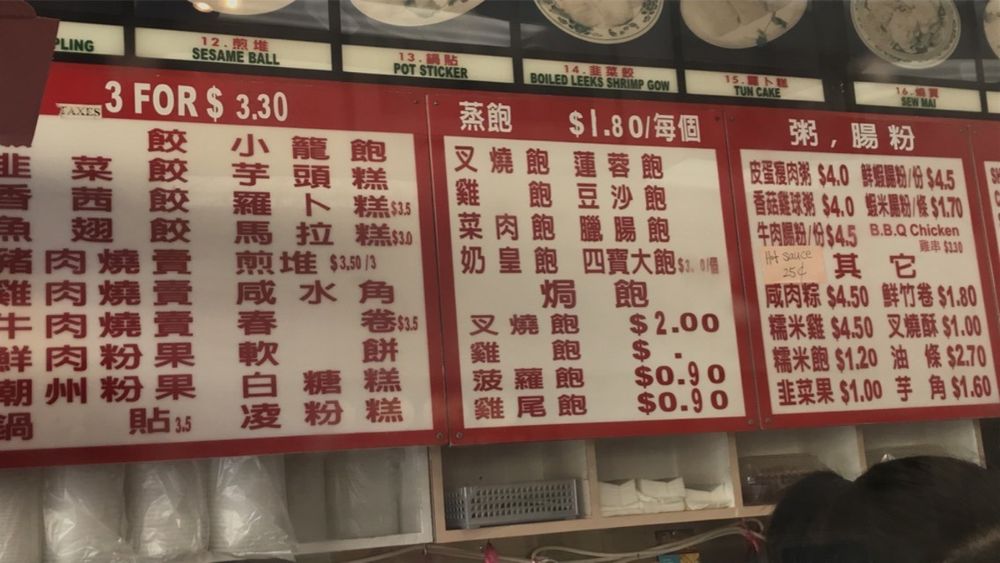 PLING
12.煎堆
SESAME BALL
13.鍋貼
POT STICKER
14.韭菜餃
BOILED LEEKS SHRIMP GOW
15.蘿卜糕
TUN CAKE
16.燒賣
SEW MAI
TAXES
3 FOR $ 3.30
餃 小籠飽
韭菜餃 芋頭糕
香茜餃 羅卜糕 $3.5
魚翅餃 馬拉糕 $3.0
豬肉燒賣 煎堆 $3.50/3
雞肉燒賣 咸水角
牛肉燒賣 春卷 $3.5
鮮肉粉果 軟餅
朝州粉果 白糖糕
鍋貼 3.5 凌粉糕
蒸飽 $1.80/每個
叉燒飽 蓮蓉飽
雞飽 豆沙飽
菜肉飽 臘腸飽
奶皇飽 四寶大飽
焗飽
叉燒飽 $2.00
雞飽 $ .
菠蘿飽 $0.90
雞尾飽 $0.90
粥,腸粉
皮蛋瘦肉粥 $4.0 鮮蝦腸粉/份 $4.5
香菇雞球粥 $4.0 蝦米腸粉/條 $1.70
牛肉腸粉/份 $4.5 B.B.Q Chicken
雞串 $3.30
Hot sauce
25¢
其它
咸肉粽 $4.50 鮮竹卷 $1.80
糯米雞 $4.50 叉燒酥 $1.00
糯米飽 $1.20 油條 $2.70
韭菜果 $1.00 芋角 $1.60